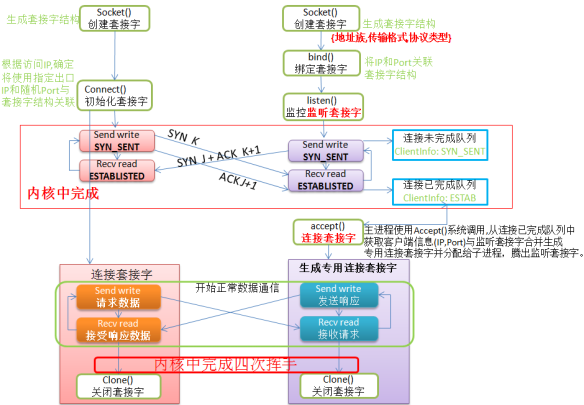 Socket()
创建套接字
生成套接字结构
Socket()
创建套接字
生成套接字结构
{地址族,传输格式,协议类型}
bind()
绑定套接字
将IP和Port关联
套接字结构
根据访问IP,确定
将使用指定出口
IP和随机Port与
套接字结构关联
Connect()
初始化套接字
listen()
监控监听套接字
Send write
SYN_SENT
Recv read
ESTABLISTED
SYN K
SYN J + ACK K+1
ACK J+1
Send write
SYN_SENT
Recv read
ESTABLISTED
连接未完成队列
ClientInfo: SYN_SENT
连接已完成队列
ClientInfo: ESTAB
内核中完成
accept()
连接套接字
主进程使用Accept()系统调用,从连接已完成队列中
获取客户端信息(IP,Port)与监听套接字合并生成
专用连接套接字并分配给子进程，腾出监听套接字。
连接套接字
生成专用连接套接字
Send write
请求数据
Recv read
接受响应数据
开始正常数据通信
Send write
发送响应
Recv read
接收请求
内核中完成四次挥手
Clone()
关闭套接字
Clone()
关闭套接字